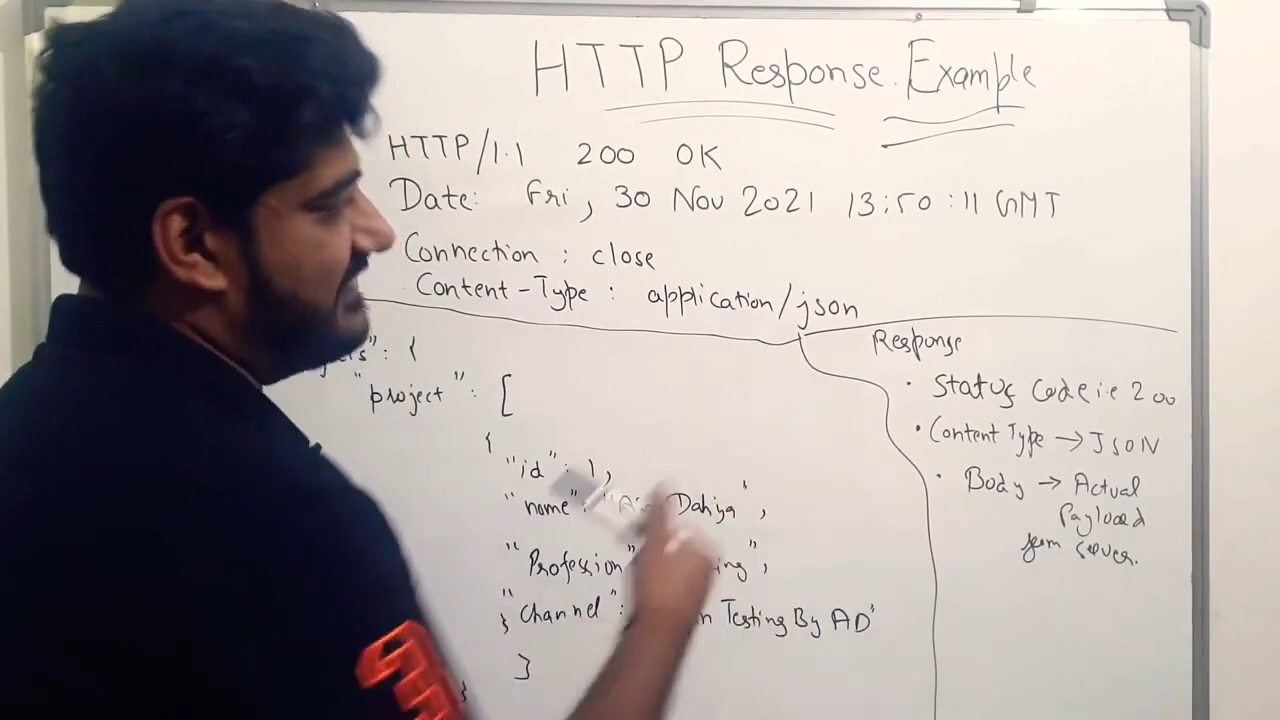 HTTP Response Example
HTTP/1.1 200 OK
Date: Fri, 30 Nov 2021 13:50:11 GMT
Connection : close
Content-Type : application/json
": {
"project" : [
{
"id" : 1,
"name" : " Dahiya',
"Profession" ing",
"Channel" : n Testing By AD'
}
]
}
Response
• Status Code i.e 200
• Content Type → JSON
• Body → Actual
Payload
from server.